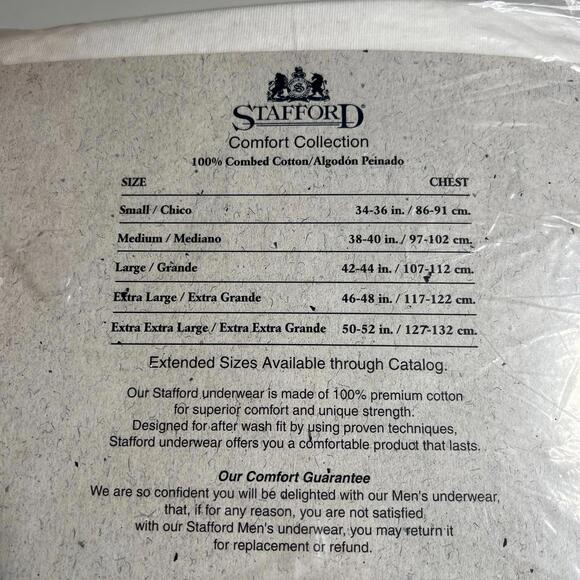 STAFFORD®
Comfort Collection
100% Combed Cotton/Algodón Peinado
SIZE CHEST
Small / Chico 34-36 in. / 86-91 cm.
Medium / Mediano 38-40 in. / 97-102 cm.
Large / Grande 42-44 in. / 107-112 cm.
Extra Large / Extra Grande 46-48 in. / 117-122 cm.
Extra Extra Large / Extra Extra Grande 50-52 in. / 127-132 cm.
Extended Sizes Available through Catalog.
Our Stafford underwear is made of 100% premium cotton
for superior comfort and unique strength.
Designed for after wash fit by using proven techniques,
Stafford underwear offers you a comfortable product that lasts.
Our Comfort Guarantee
We are so confident you will be delighted with our Men's underwear,
that, if for any reason, you are not satisfied
with our Stafford Men's underwear, you may return it
for replacement or refund.